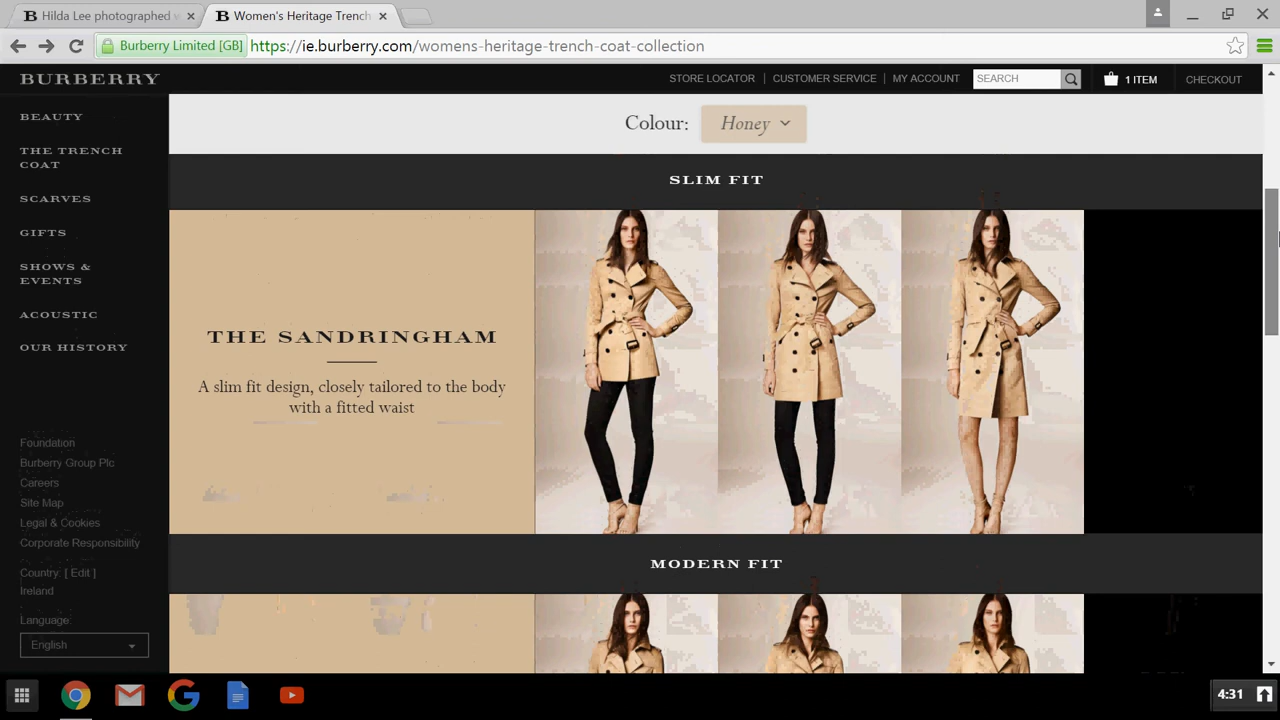 Hilda Lee photographed
Women's Heritage Trench
Burberry Limited [GB] https://ie.burberry.com/womens-heritage-trench-coat-collection
BURBERRY
STORE LOCATOR
CUSTOMER SERVICE
MY ACCOUNT
SEARCH
1 ITEM
CHECKOUT
BEAUTY
THE TRENCH
COAT
SCARVES
GIFTS
SHOWS &
EVENTS
ACOUSTIC
OUR HISTORY
Foundation
Burberry Group Plc
Careers
Site Map
Legal & Cookies
Corporate Responsibility
Country: [ Edit ]
Ireland
Language:
English
Colour: Honey
SLIM FIT
THE SANDRINGHAM
A slim fit design, closely tailored to the body
with a fitted waist
MODERN FIT
4:31